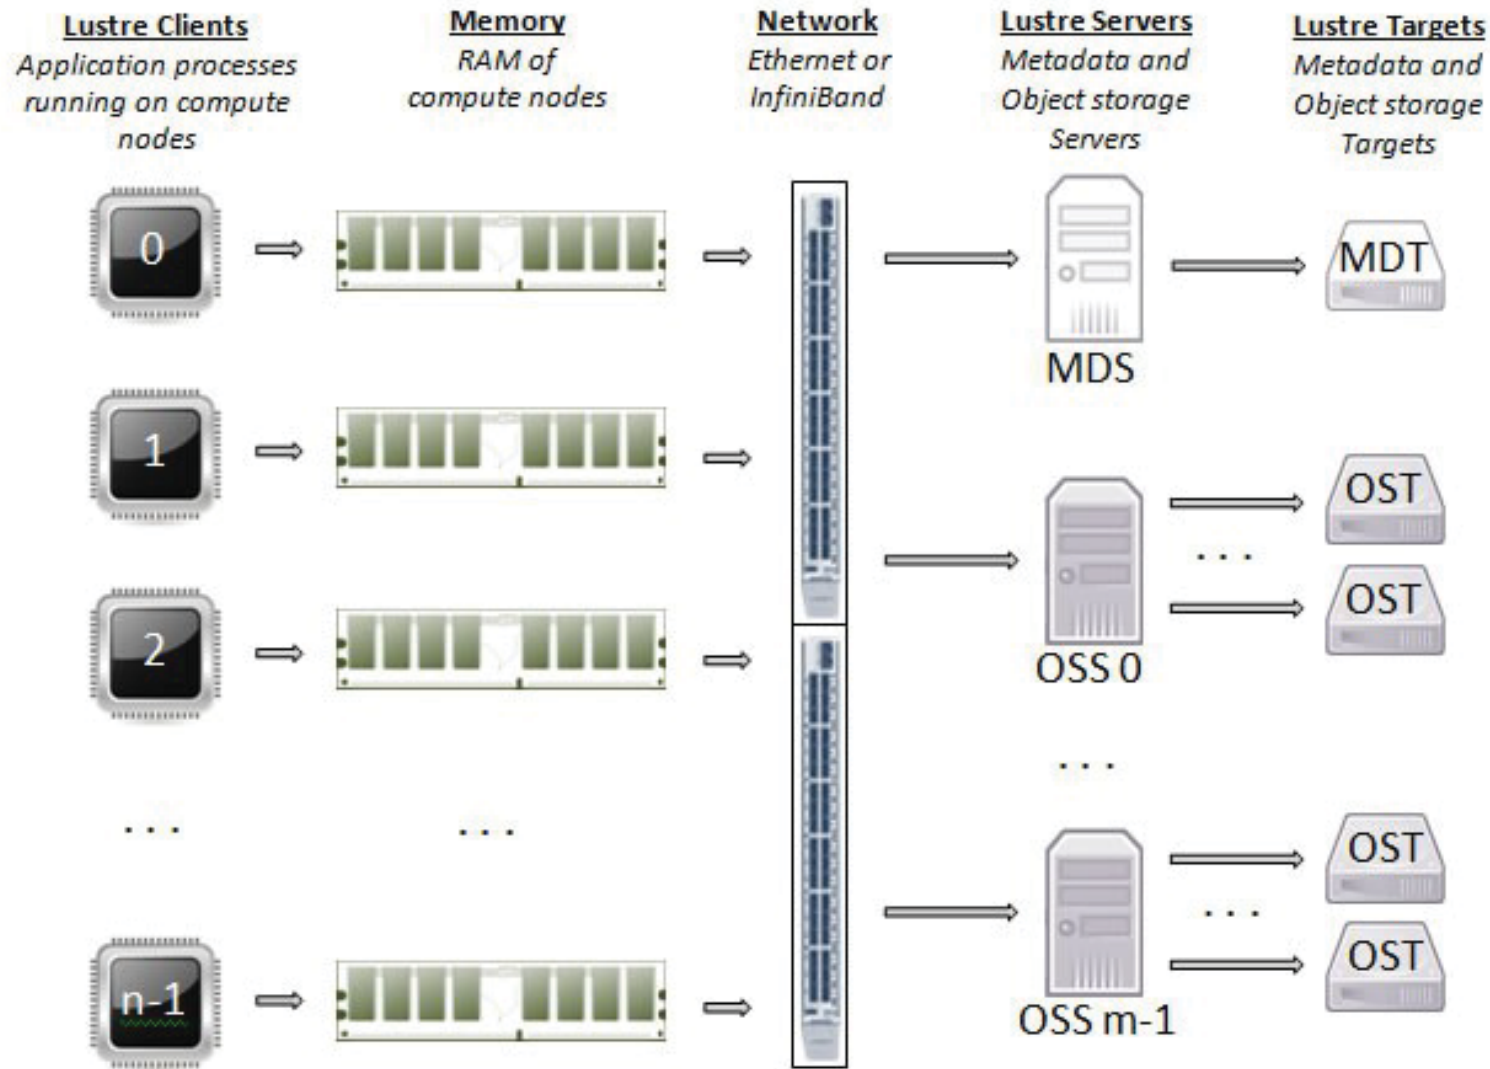 Lustre Clients
Application processes
running on compute
nodes
Memory
RAM of
compute nodes
Network
Ethernet or
InfiniBand
Lustre Servers
Metadata and
Object storage
Servers
Lustre Targets
Metadata and
Object storage
Targets
0
MDT
MDS
1
OST
. . .
OST
2
OSS 0
. . .
. . .
. . .
OST
. . .
OST
n-1
OSS m-1